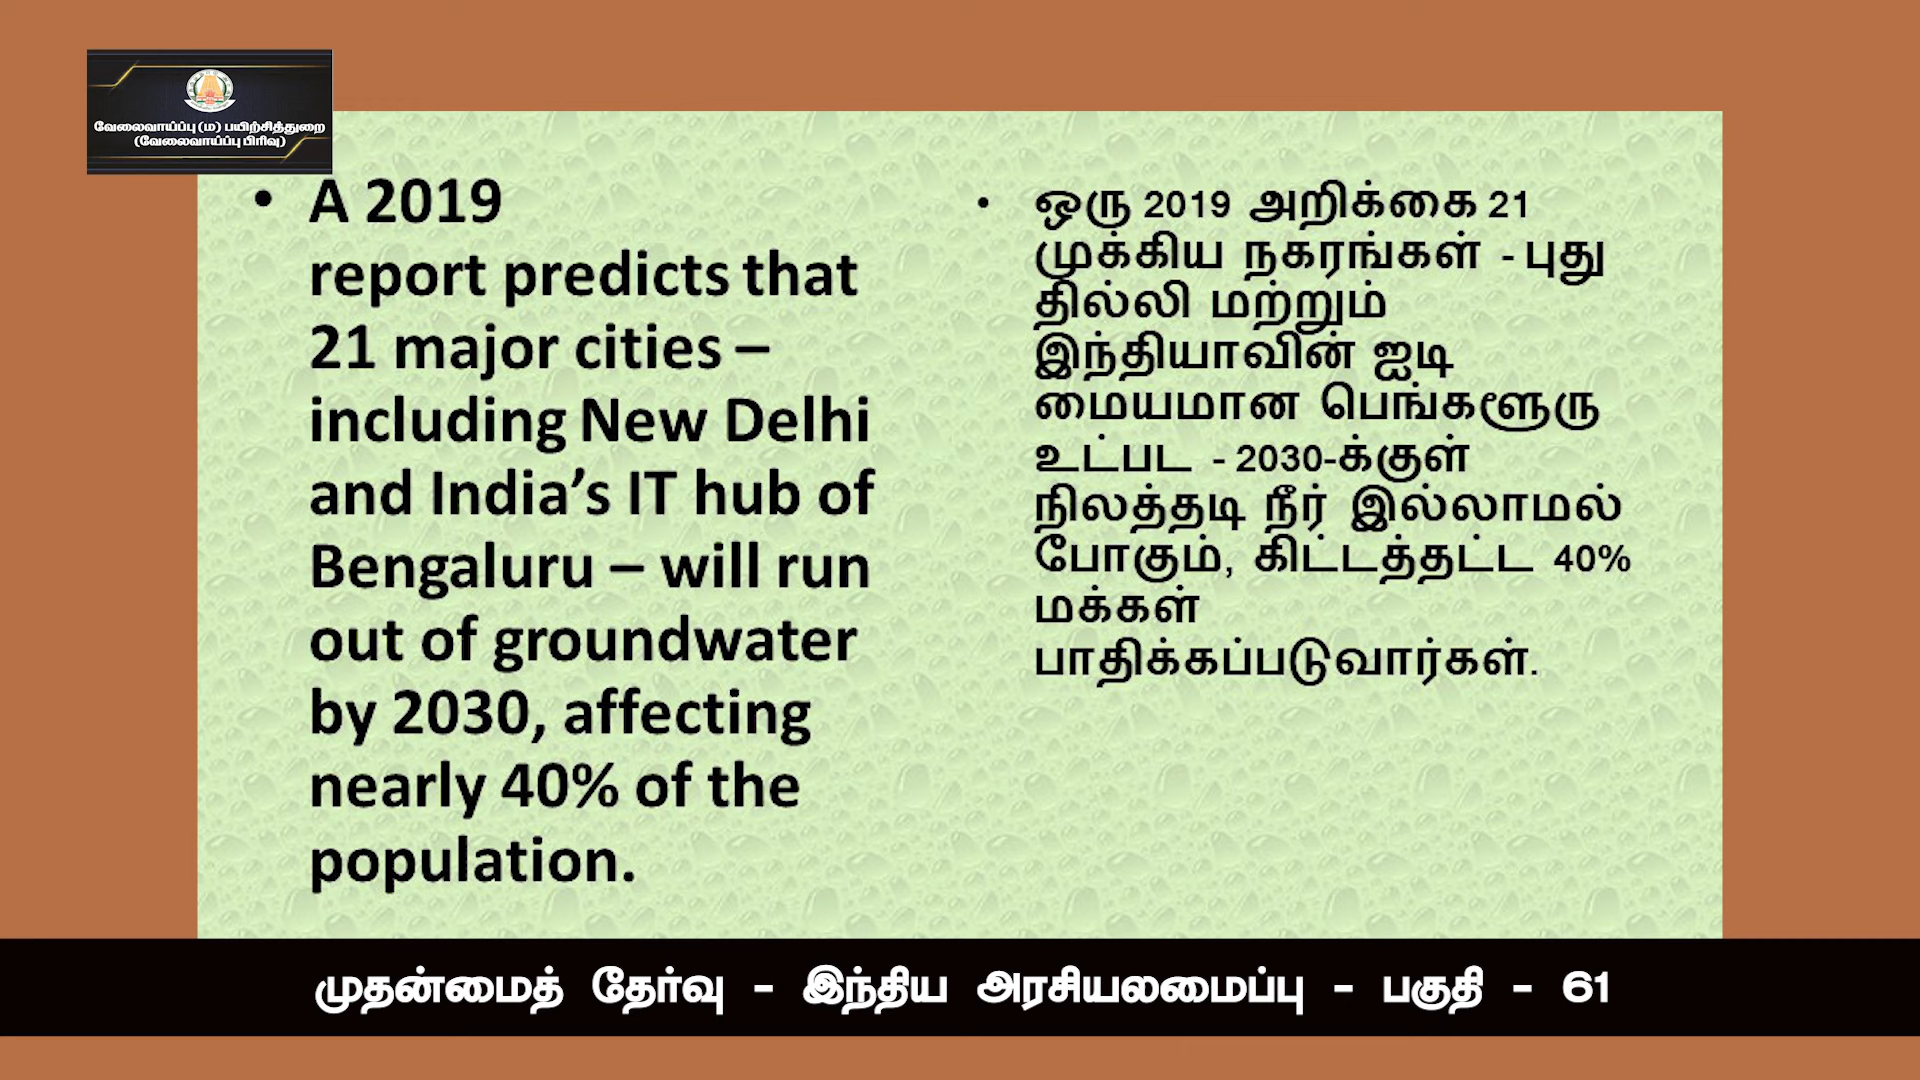 வேலைவாய்ப்பு (ம) பயிற்சித்துறை
(வேலைவாய்ப்பு பிரிவு)
• A 2019
report predicts that
21 major cities –
including New Delhi
and India’s IT hub of
Bengaluru – will run
out of groundwater
by 2030, affecting
nearly 40% of the
population.
• ஒரு 2019 அறிக்கை 21
முக்கிய நகரங்கள் - புது
தில்லி மற்றும்
இந்தியாவின் ஐடி
மையமான பெங்களூரு
உட்பட - 2030-க்குள்
நிலத்தடி நீர் இல்லாமல்
போகும், கிட்டத்தட்ட 40%
மக்கள்
பாதிக்கப்படுவார்கள்.
முதன்மைத் தேர்வு - இந்திய அரசியலமைப்பு - பகுதி - 61